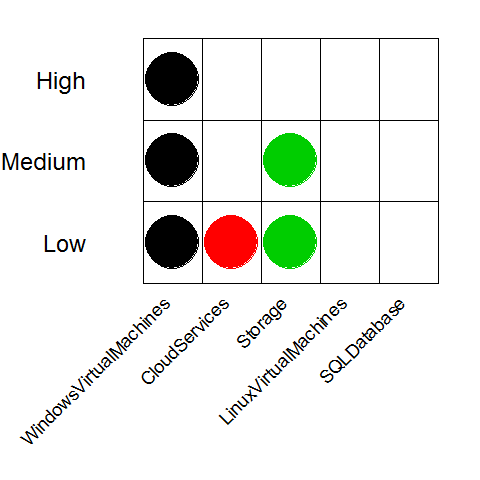 High
Medium
Low
WindowsVirtualMachines
CloudServices
Storage
LinuxVirtualMachines
SQLDatabase